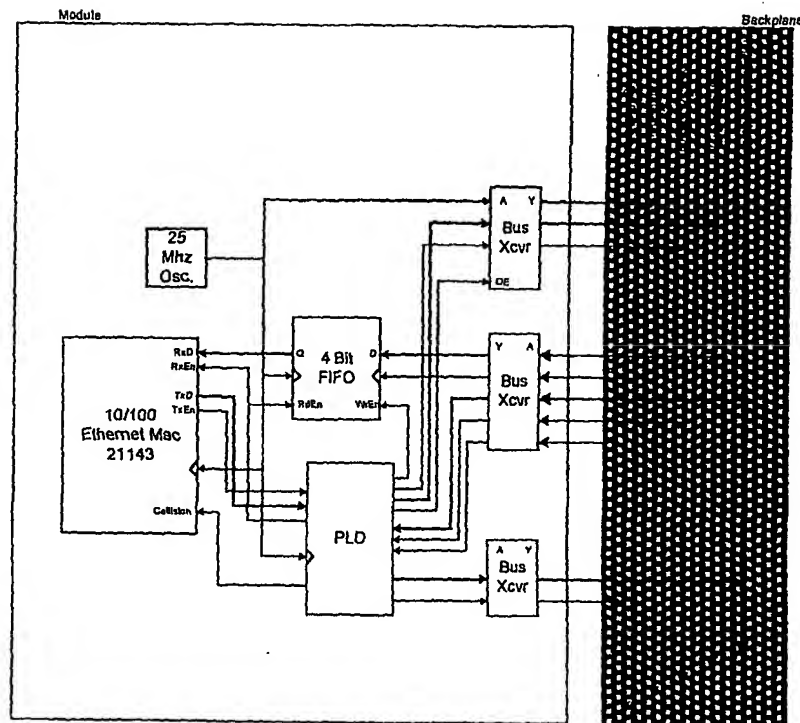 Module
Backplane
A Y
Bus
Xcvr
OE
25
Mhz
Osc.
RxD
RxEn
TxD
TxEn
10/100
Ethernet Mac
21143
Collision
Q D
4 Bit
FIFO
RdEn WrEn
Y A
Bus
Xcvr
PLD
A Y
Bus
Xcvr